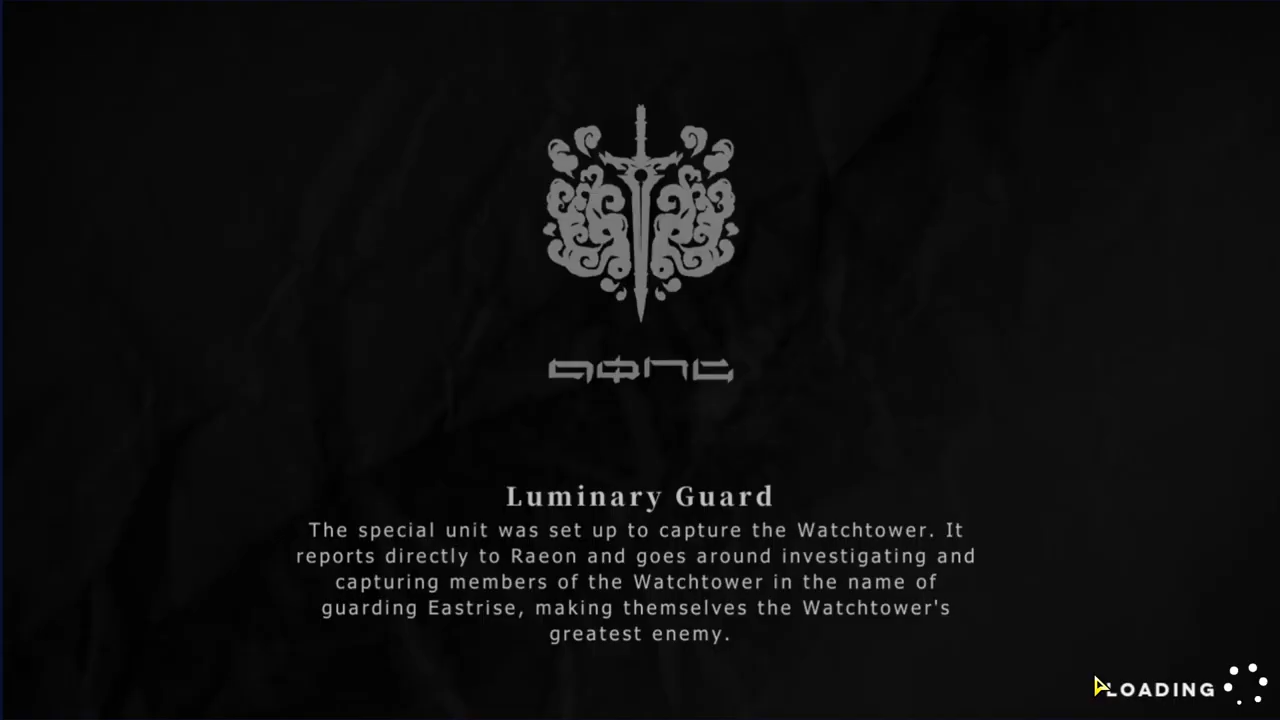 Luminary Guard
The special unit was set up to capture the Watchtower. It
reports directly to Raeon and goes around investigating and
capturing members of the Watchtower in the name of
guarding Eastrise, making themselves the Watchtower's
greatest enemy.
LOADING